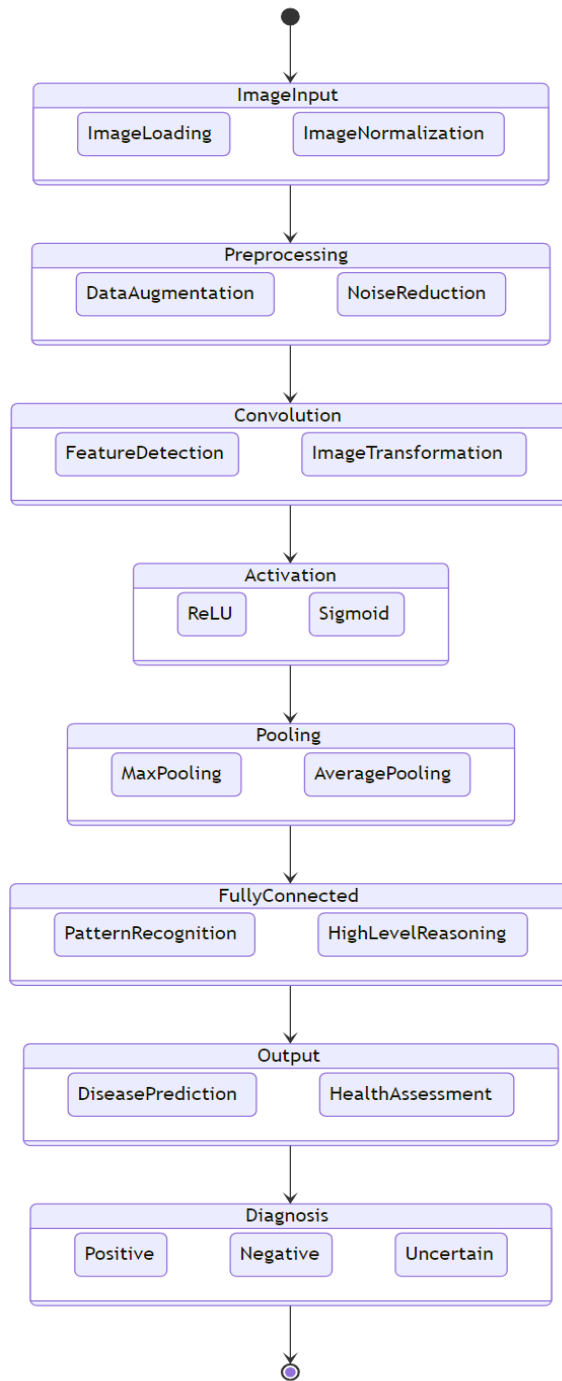 ImageInput
ImageLoading ImageNormalization
Preprocessing
DataAugmentation NoiseReduction
Convolution
FeatureDetection ImageTransformation
Activation
ReLU Sigmoid
Pooling
MaxPooling AveragePooling
FullyConnected
PatternRecognition HighLevelReasoning
Output
DiseasePrediction HealthAssessment
Diagnosis
Positive Negative Uncertain